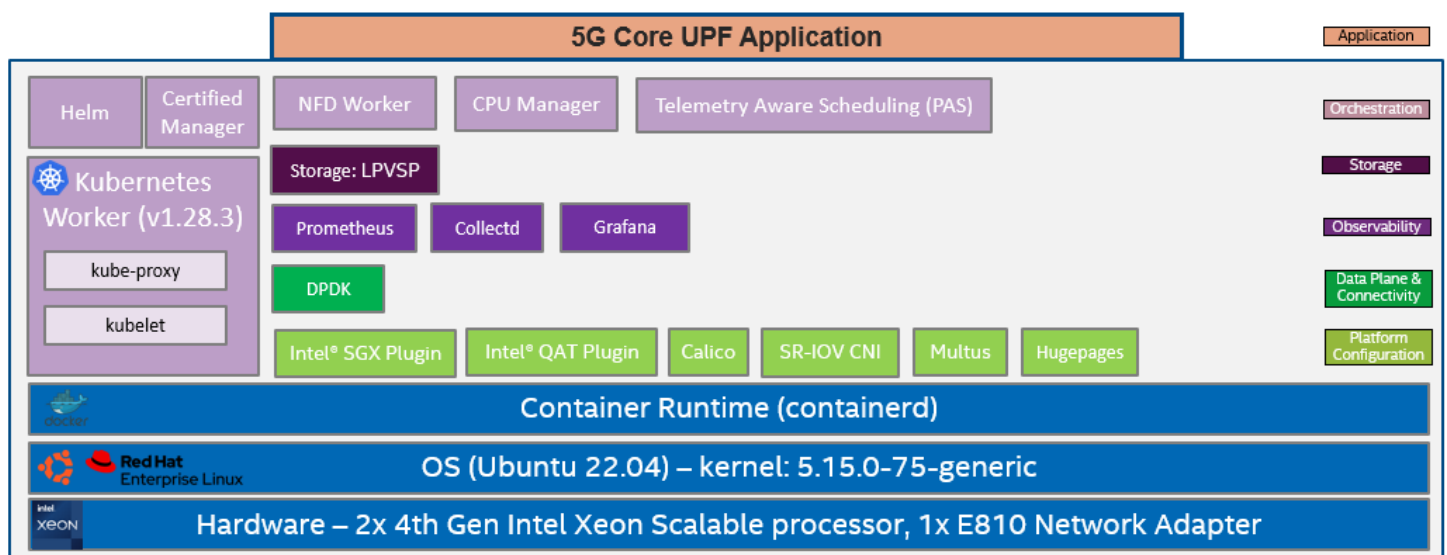 5G Core UPF Application
Application
Helm
Certified
Manager
NFD Worker
CPU Manager
Telemetry Aware Scheduling (PAS)
Orchestration
Kubernetes
Worker (v1.28.3)
kube-proxy
kubelet
Storage: LPVSP
Storage
Prometheus
Collectd
Grafana
Observability
DPDK
Data Plane &
Connectivity
Intel® SGX Plugin
Intel® QAT Plugin
Calico
SR-IOV CNI
Multus
Hugepages
Platform
Configuration
docker
Container Runtime (containerd)
Red Hat
Enterprise Linux
OS (Ubuntu 22.04) – kernel: 5.15.0-75-generic
intel
xeon
Hardware – 2x 4th Gen Intel Xeon Scalable processor, 1x E810 Network Adapter